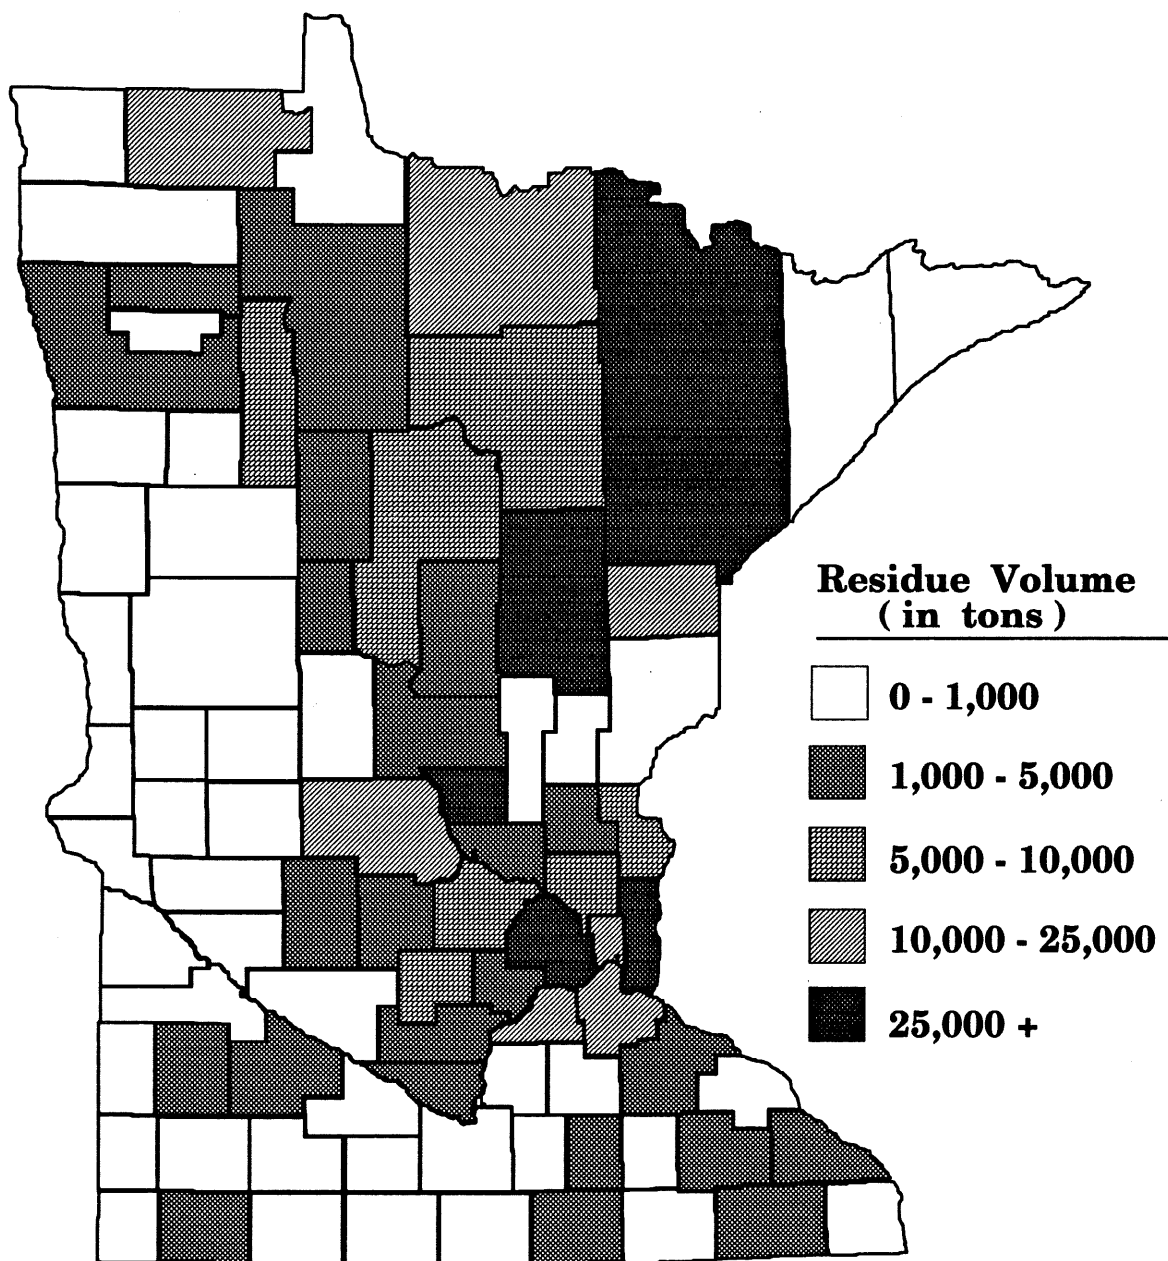 Residue Volume
( in tons )
0 - 1,000
1,000 - 5,000
5,000 - 10,000
10,000 - 25,000
25,000 +